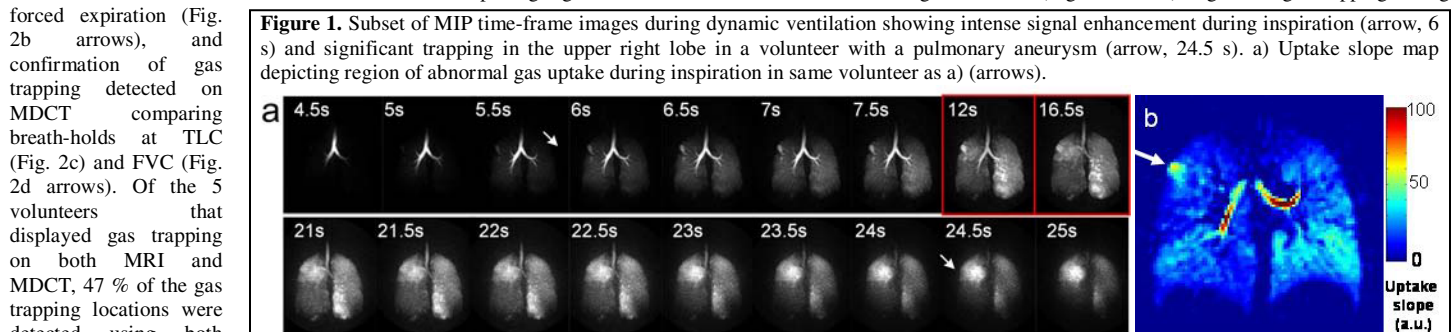 forced expiration (Fig.
2b arrows), and
confirmation of gas
trapping detected on
MDCT comparing
breath-holds at TLC
(Fig. 2c) and FVC (Fig.
2d arrows). Of the 5
volunteers that
displayed gas trapping
on both MRI and
MDCT, 47 % of the gas
trapping locations were
detected using both
Figure 1. Subset of MIP time-frame images during dynamic ventilation showing intense signal enhancement during inspiration (arrow, 6
s) and significant trapping in the upper right lobe in a volunteer with a pulmonary aneurysm (arrow, 24.5 s). a) Uptake slope map
depicting region of abnormal gas uptake during inspiration in same volunteer as a) (arrows).
a
4.5s 5s 5.5s 6s 6.5s 7s 7.5s 12s 16.5s
21s 21.5s 22s 22.5s 23s 23.5s 24s 24.5s 25s
b
100
50
0
Uptake
slope
(a.u.)